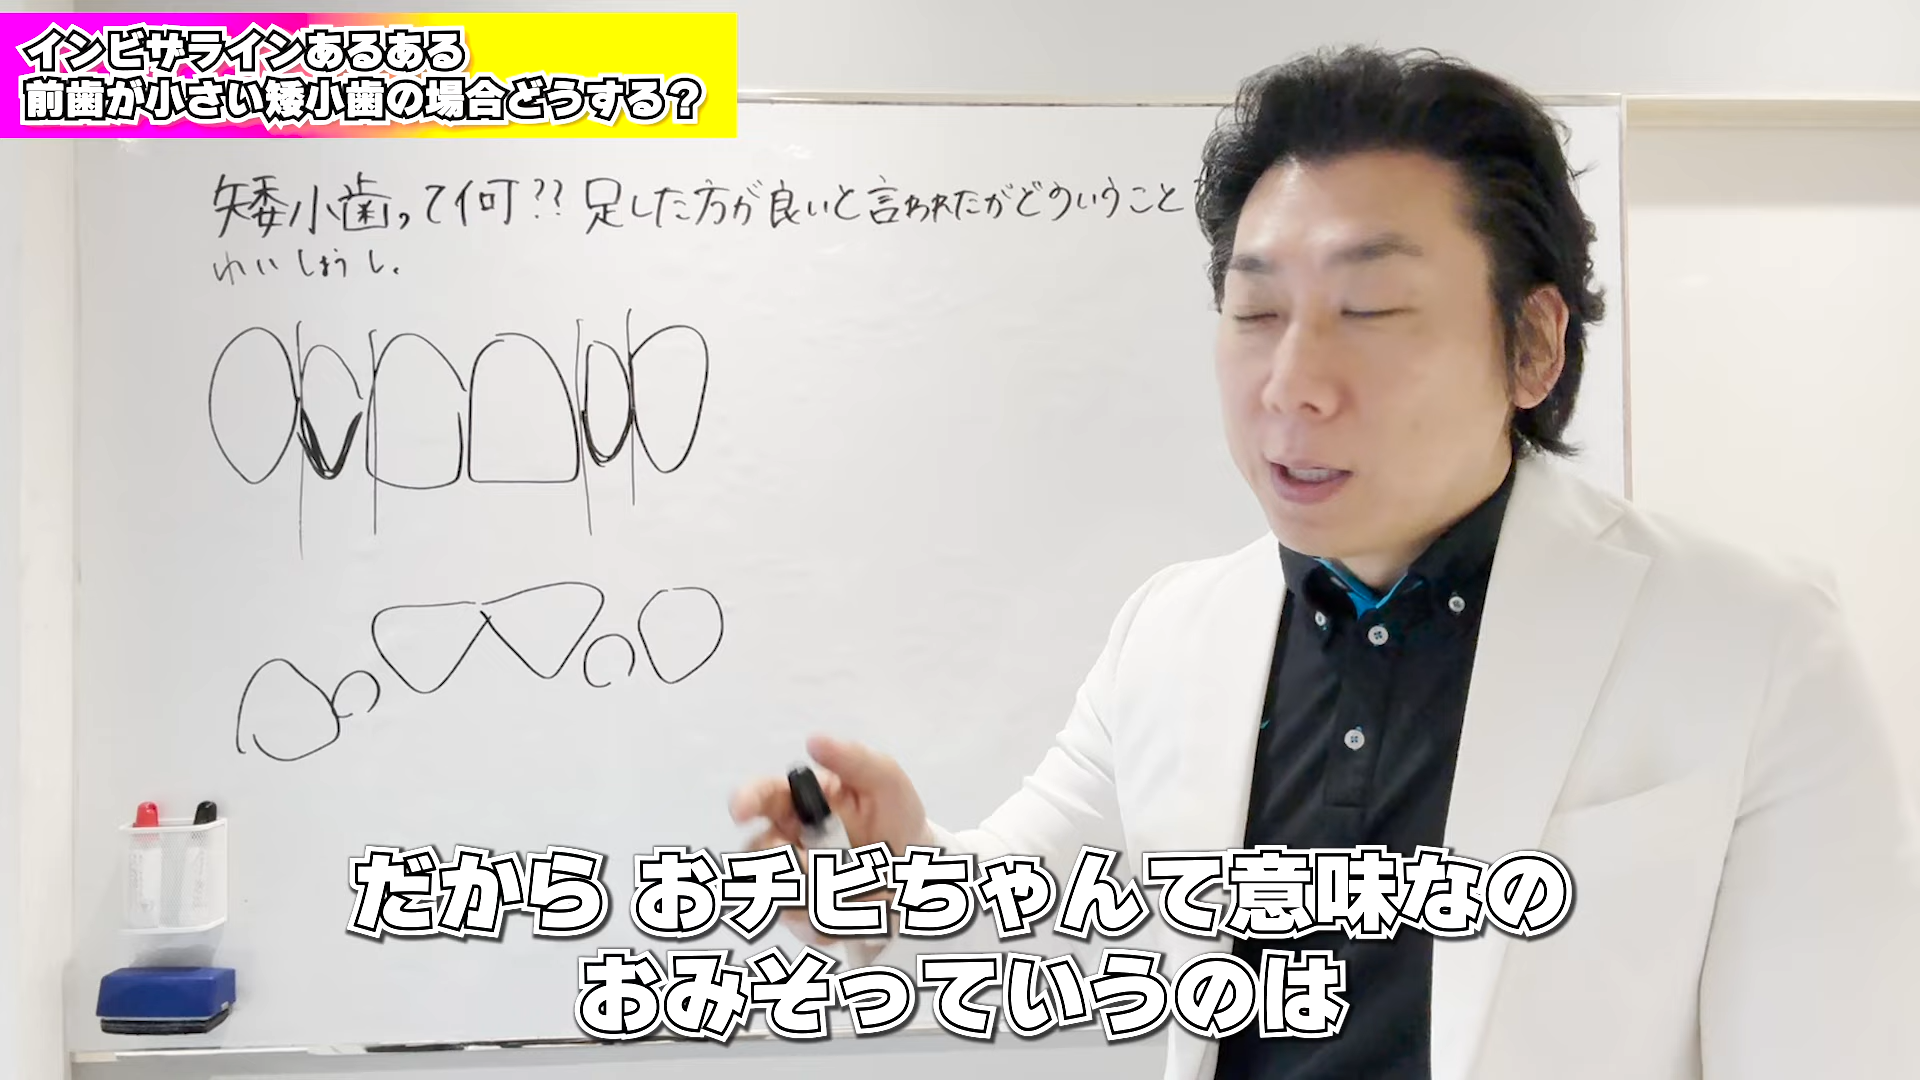 インビザラインあるある
前歯が小さい矮小歯の場合どうする？
矮小歯って何？？足した方が良いと言われたがどういうこと
わいしょうし。
だから おチビちゃんて意味なの
おみそっていうのは